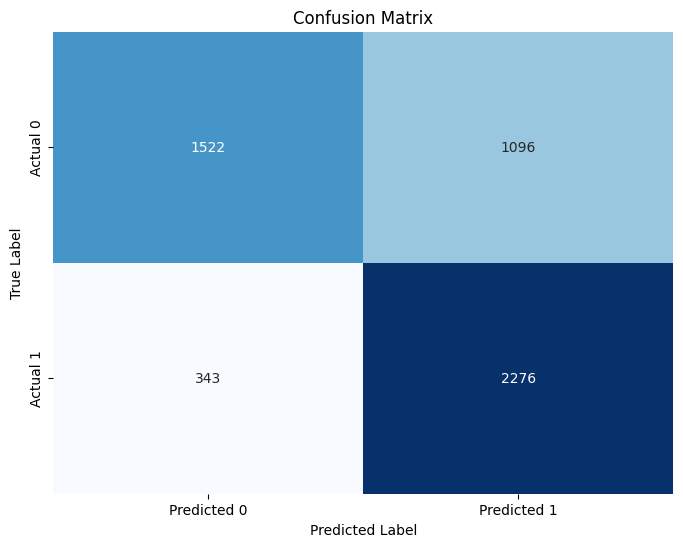 Confusion Matrix
True Label
Actual 0
1522
1096
Actual 1
343
2276
Predicted 0
Predicted 1
Predicted Label